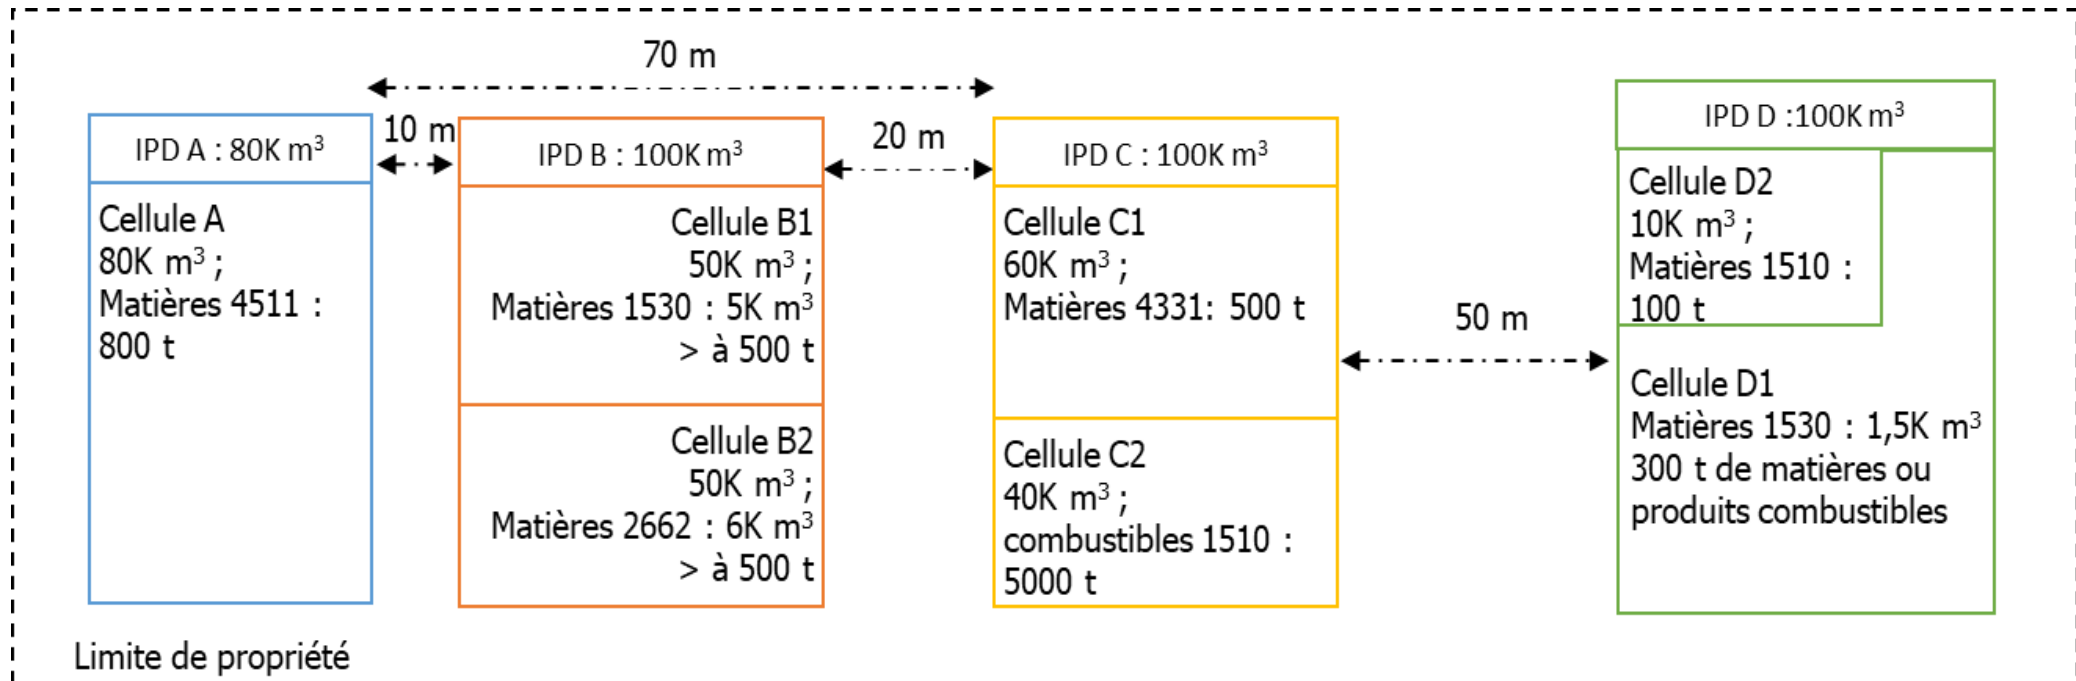 70 m
10 m
20 m
IPD A : 80K m³
IPD B : 100K m³
IPD C : 100K m³
IPD D :100K m³
Cellule A
80K m³ ;
Matières 4511 :
800 t
Cellule B1
50K m³ ;
Matières 1530 : 5K m³
> à 500 t
Cellule B2
50K m³ ;
Matières 2662 : 6K m³
> à 500 t
Cellule C1
60K m³ ;
Matières 4331: 500 t
Cellule C2
40K m³ ;
combustibles 1510 :
5000 t
50 m
Cellule D2
10K m³ ;
Matières 1510 :
100 t
Cellule D1
Matières 1530 : 1,5K m³
300 t de matières ou
produits combustibles
Limite de propriété